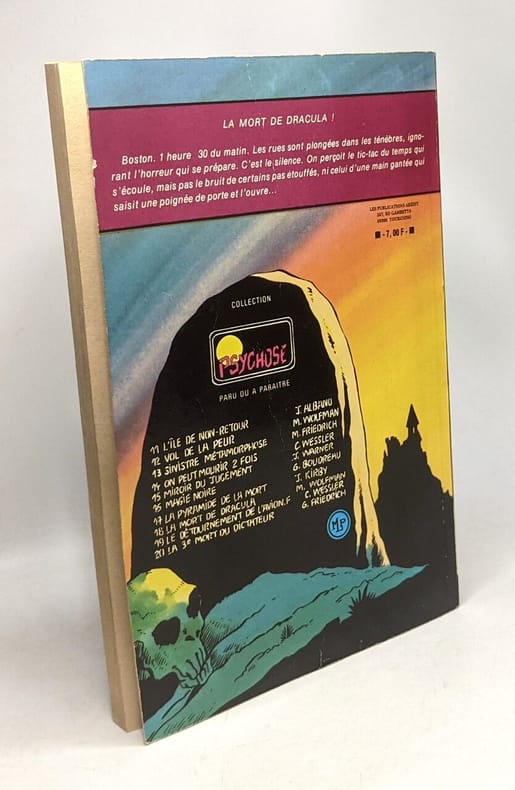 LA MORT DE DRACULA !
Boston. 1 heure 30 du matin. Les rues sont plongées dans les ténèbres, igno-
rant l'horreur qui se prépare. C'est le silence. On perçoit le tic-tac du temps qui
s'écoule, mais pas le bruit de certains pas étouffés, ni celui d'une main gantée qui
saisit une poignée de porte et l'ouvre...
LES PUBLICATIONS AREDIT
357, BD GAMBETTA
59200 TOURCOING
- 7,00 F -
COLLECTION
PSYCHOSE
PARU OU A PARAITRE
11 L'ÎLE DE NON-RETOUR J. ALBANO
12 VOL DE LA PEUR M. WOLFMAN
13 SINISTRE MÉTAMORPHOSE M. FRIEDRICH
14 ON PEUT MOURIR 2 FOIS C. WESSLER
15 MIROIR DU JUGEMENT J. WARNER
16 MAGIE NOIRE G. BOUDREAU
17 LA PYRAMIDE DE LA MORT J. KIRBY
18 LA MORT DE DRACULA M. WOLFMAN
19 LE DÉTOURNEMENT DE L'AVION.F C. WESSLER
20 LA 3e MORT DU DICTATEUR G. FRIEDRICH
MP